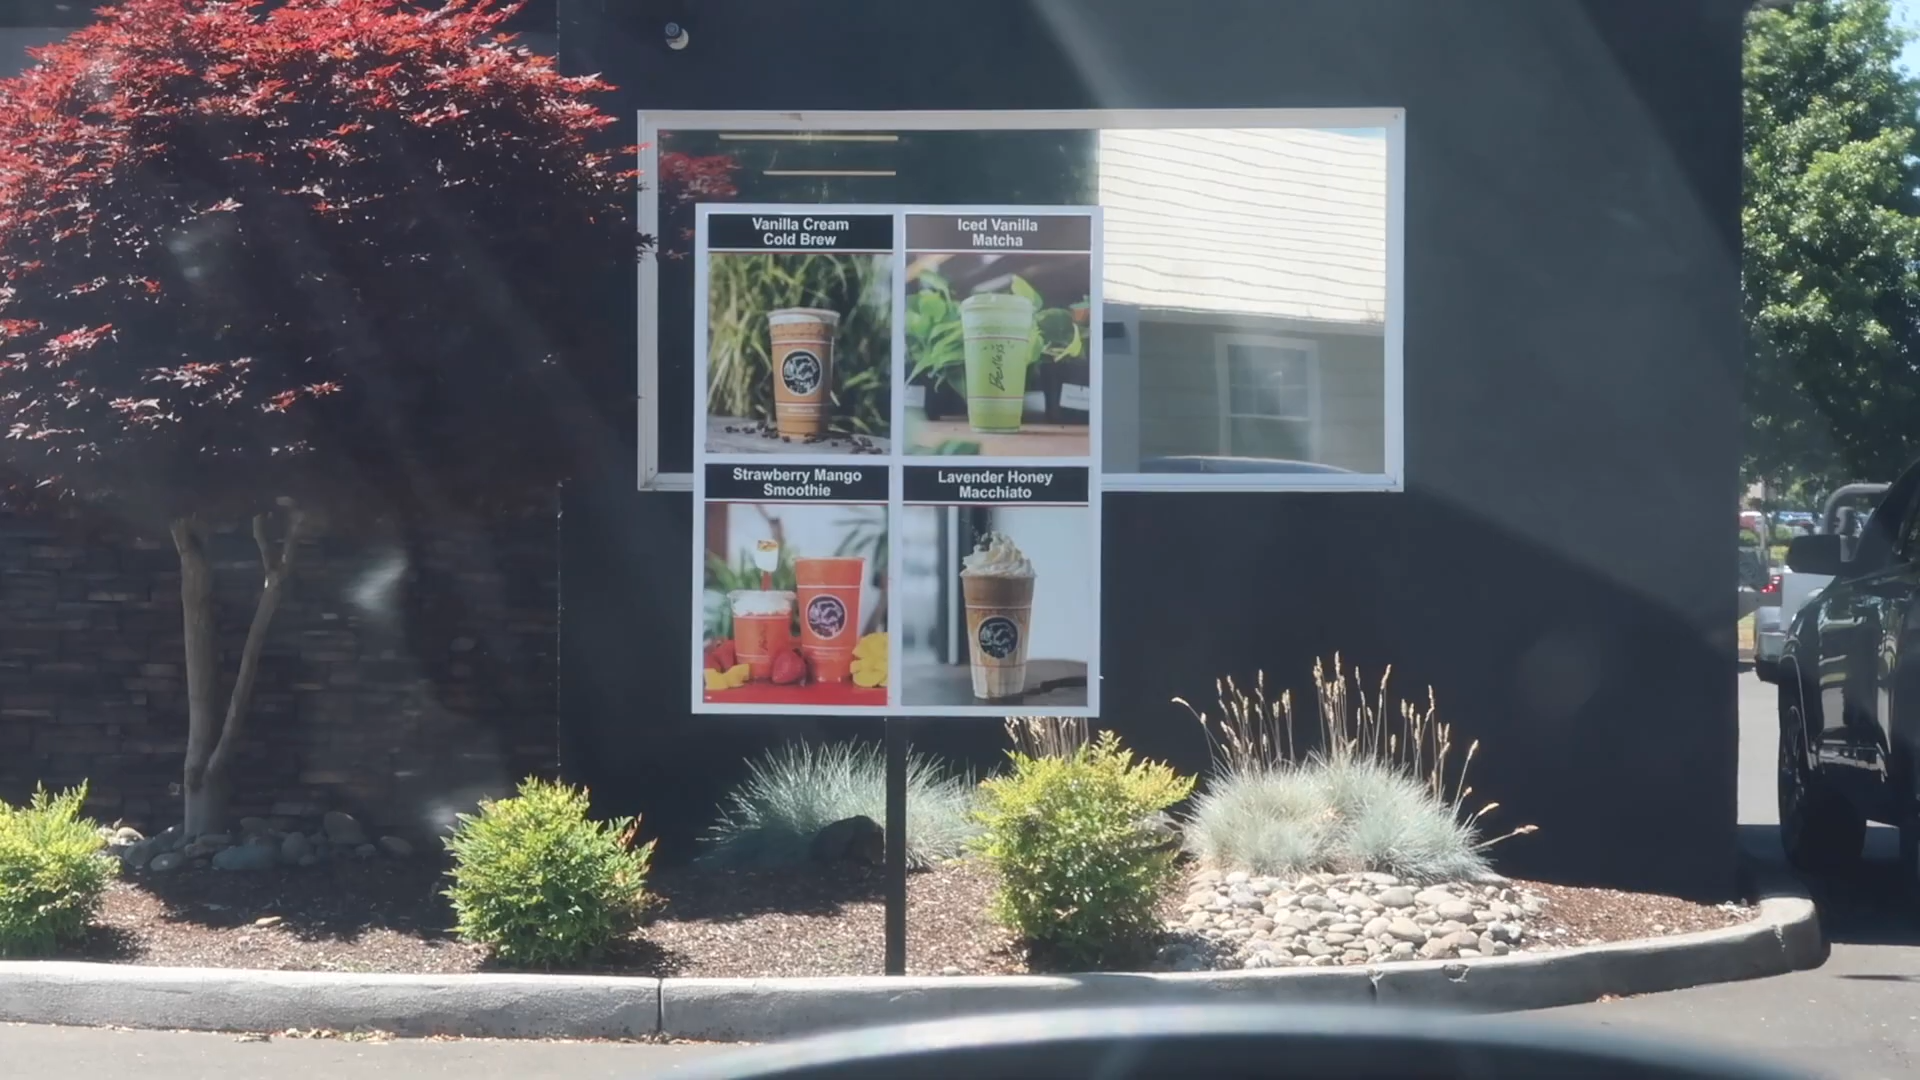 Vanilla Cream
Cold Brew
Iced Vanilla
Matcha
Strawberry Mango
Smoothie
Lavender Honey
Macchiato